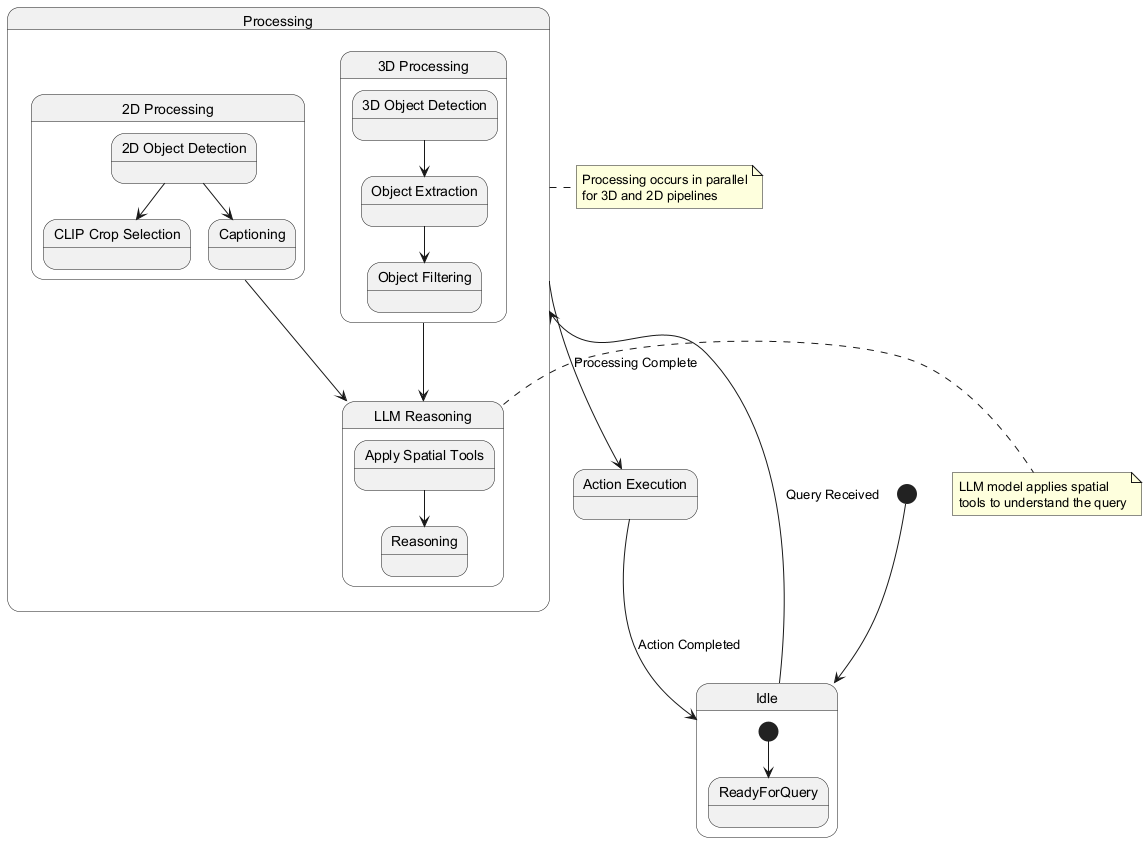 Processing
3D Processing
2D Processing
3D Object Detection
2D Object Detection
Processing occurs in parallel
for 3D and 2D pipelines
Object Extraction
CLIP Crop Selection
Captioning
Object Filtering
Processing Complete
LLM Reasoning
Apply Spatial Tools
Action Execution
Query Received
LLM model applies spatial
tools to understand the query
Reasoning
Action Completed
Idle
ReadyForQuery